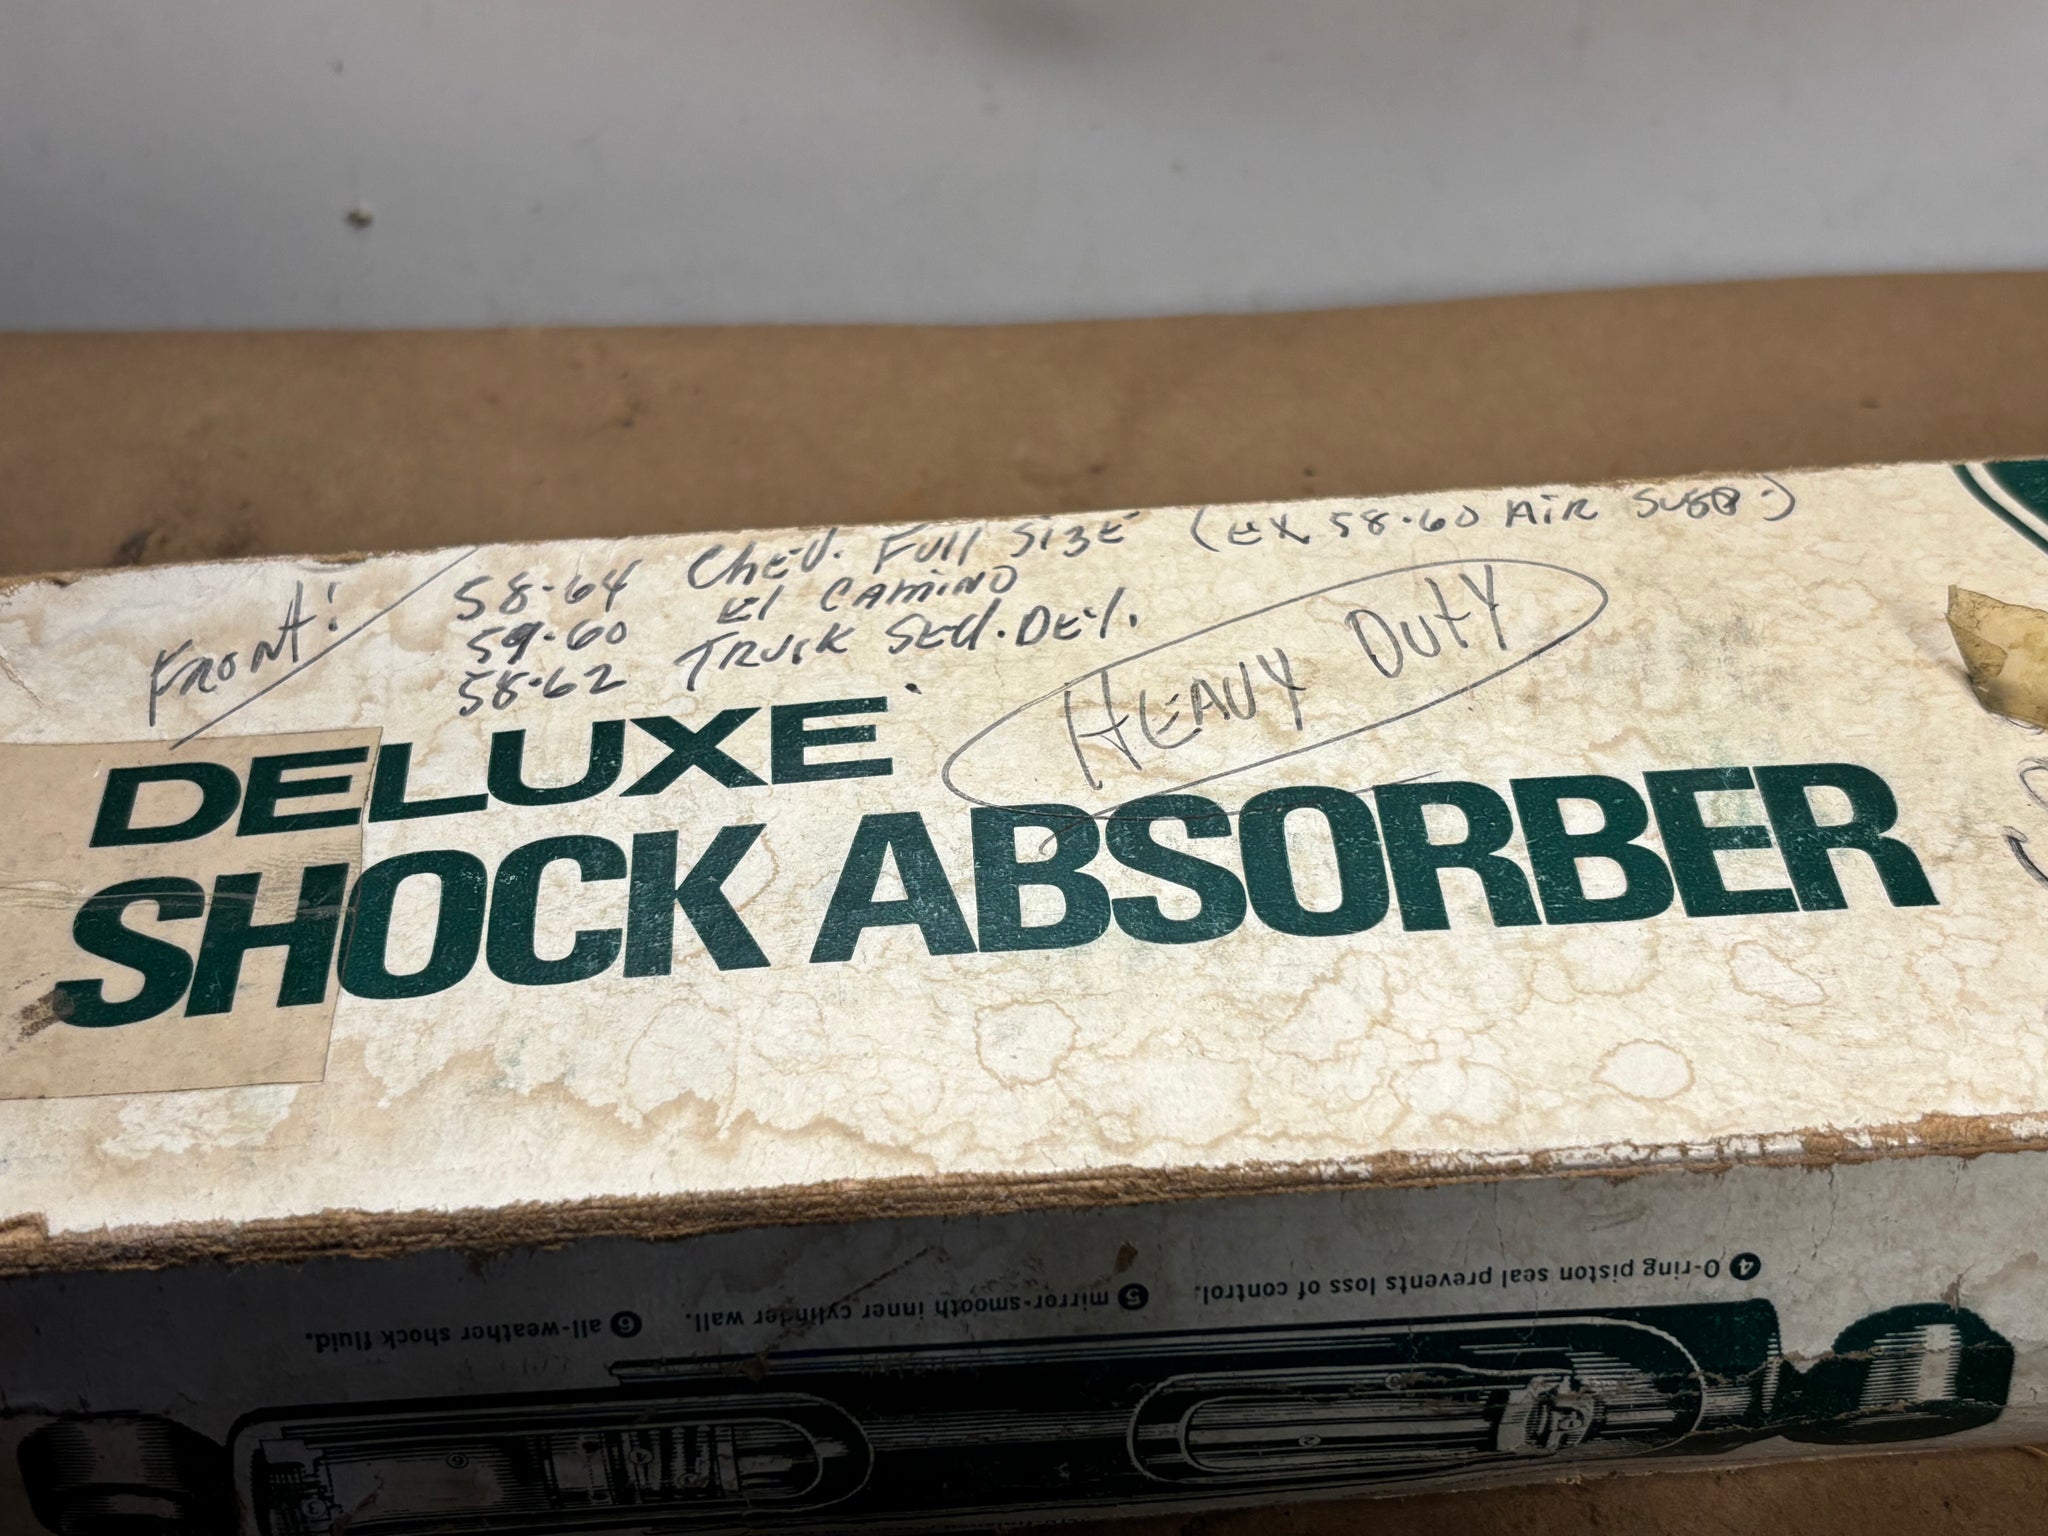 FRONT!
58-64 CHEV. Full SizE (EX 58-60 AiR SUSP.)
59-60 El CAMiNO
58-62 TRUCK SEd. DEl.
HEAVY DUtY
DELUXE
SHOCK ABSORBER
4 O-ring piston seal prevents loss of control.
5 mirror-smooth inner cylinder wall.
6 all-weather shock fluid.